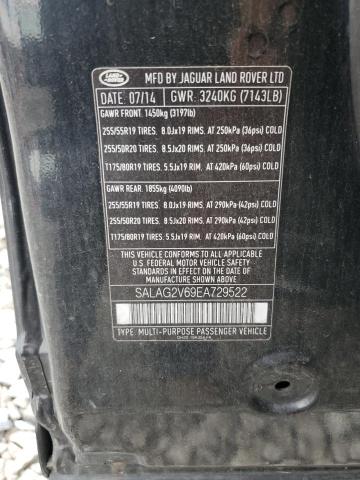 LAND ROVER
MFD BY JAGUAR LAND ROVER LTD
DATE: 07/14 GWR: 3240KG (7143LB)
GAWR FRONT: 1450kg (3197lb)
255/55R19 TIRES, 8.0Jx19 RIMS, AT 250kPa (36psi) COLD
255/50R20 TIRES, 8.5Jx20 RIMS, AT 250kPa (36psi) COLD
T175/80R19 TIRES, 5.5Jx19 RIMS, AT 420kPa (60psi) COLD
GAWR REAR: 1855kg (4090lb)
255/55R19 TIRES, 8.0Jx19 RIMS, AT 290kPa (42psi) COLD
255/50R20 TIRES, 8.5Jx20 RIMS, AT 290kPa (42psi) COLD
T175/80R19 TIRES, 5.5Jx19 RIMS, AT 420kPa (60psi) COLD
THIS VEHICLE CONFORMS TO ALL APPLICABLE
U.S. FEDERAL MOTOR VEHICLE SAFETY
STANDARDS IN EFFECT ON THE DATE OF
MANUFACTURE SHOWN ABOVE.
SALAG2V69EA729522
TYPE: MULTI-PURPOSE PASSENGER VEHICLE